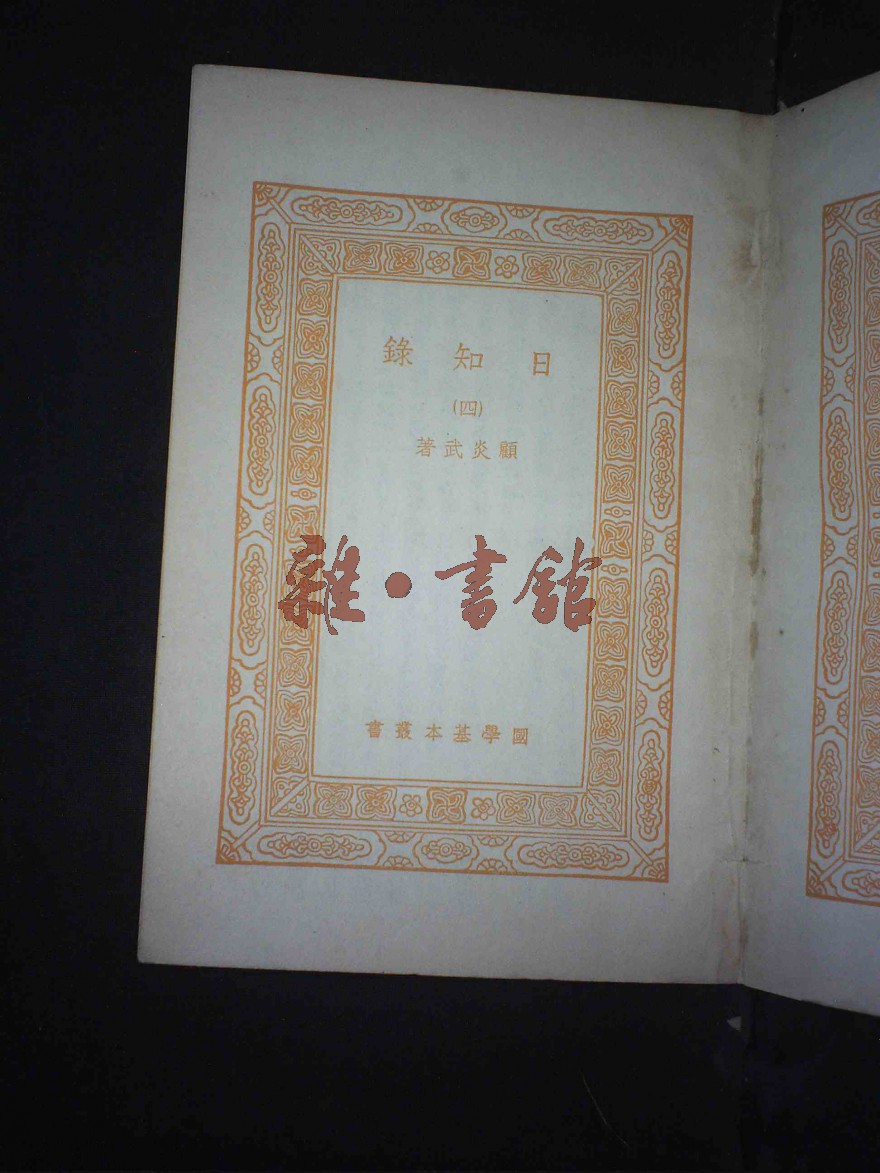 日知錄
(四)
顧炎武著
雜•書館
國學基本叢書